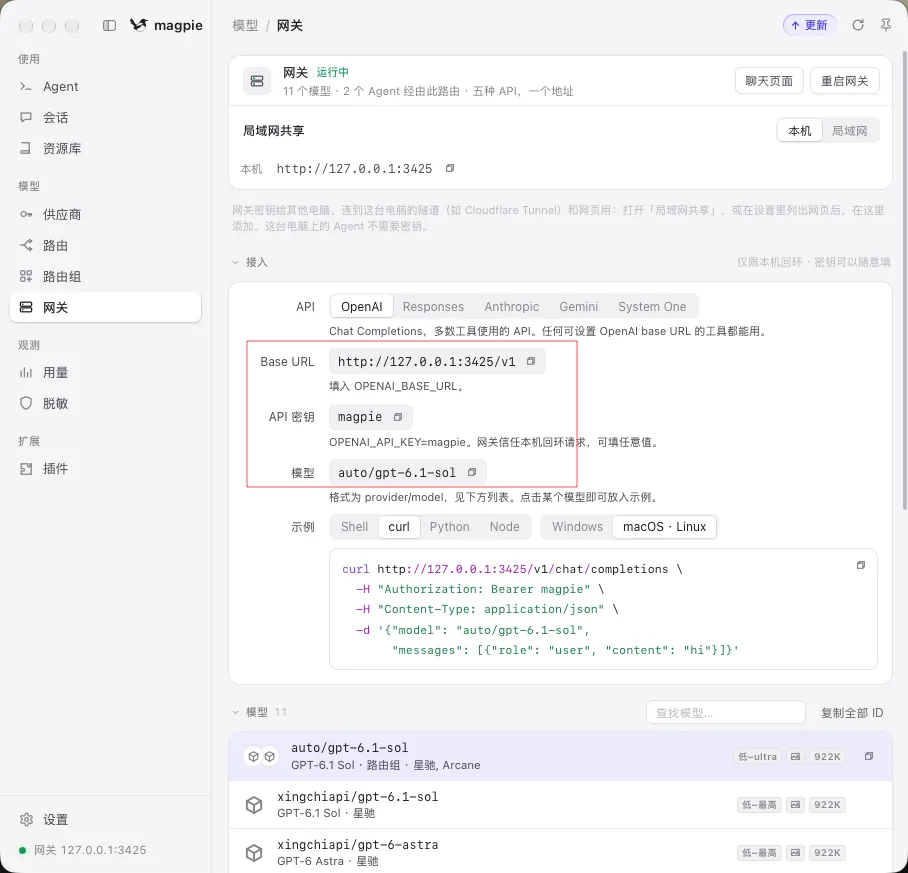 magpie
模型 / 网关
更新
使用
Agent
会话
资源库
模型
供应商
路由
路由组
网关
观测
用量
脱敏
扩展
插件
设置
网关 127.0.0.1:3425
网关 运行中
11 个模型 · 2 个 Agent 经由此路由 · 五种 API，一个地址
聊天页面
重启网关
局域网共享
本机 局域网
本机 http://127.0.0.1:3425
网关密钥给其他电脑、连到这台电脑的隧道（如 Cloudflare Tunnel）和网页用：打开「局域网共享」，或在设置里列出网页后，在这里
添加。这台电脑上的 Agent 不需要密钥。
接入
仅限本机回环 · 密钥可以随意填
API OpenAI Responses Anthropic Gemini System One
Chat Completions，多数工具使用的 API。任何可设置 OpenAI base URL 的工具都能用。
Base URL http://127.0.0.1:3425/v1
填入 OPENAI_BASE_URL。
API 密钥 magpie
OPENAI_API_KEY=magpie。网关信任本机回环请求，可填任意值。
模型 auto/gpt-6.1-sol
格式为 provider/model，见下方列表。点击某个模型即可放入示例。
示例 Shell curl Python Node Windows macOS · Linux
curl http://127.0.0.1:3425/v1/chat/completions \
-H "Authorization: Bearer magpie" \
-H "Content-Type: application/json" \
-d '{"model": "auto/gpt-6.1-sol",
"messages": [{"role": "user", "content": "hi"}]}'
模型 11
查找模型...
复制全部 ID
auto/gpt-6.1-sol
GPT-6.1 Sol · 路由组 · 星驰, Arcane
低–ultra 922K
xingchiapi/gpt-6.1-sol
GPT-6.1 Sol · 星驰
低–最高 922K
xingchiapi/gpt-6-astra
GPT-6 Astra · 星驰
低–最高 922K